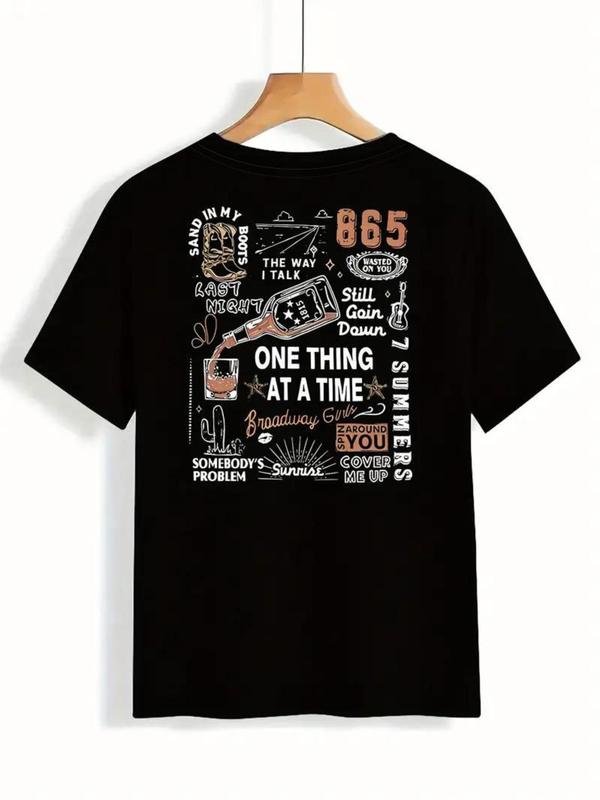 SAND IN MY BOOTS
865
THE WAY
I TALK
WASTED
ON YOU
LAST
NIGHT
Still
Goin
Down
7 SUMMERS
ONE THING
AT A TIME
Broadway Girls
SPIN AROUND
YOU
SOMEBODY'S
PROBLEM
Sunrise
COVER
ME UP